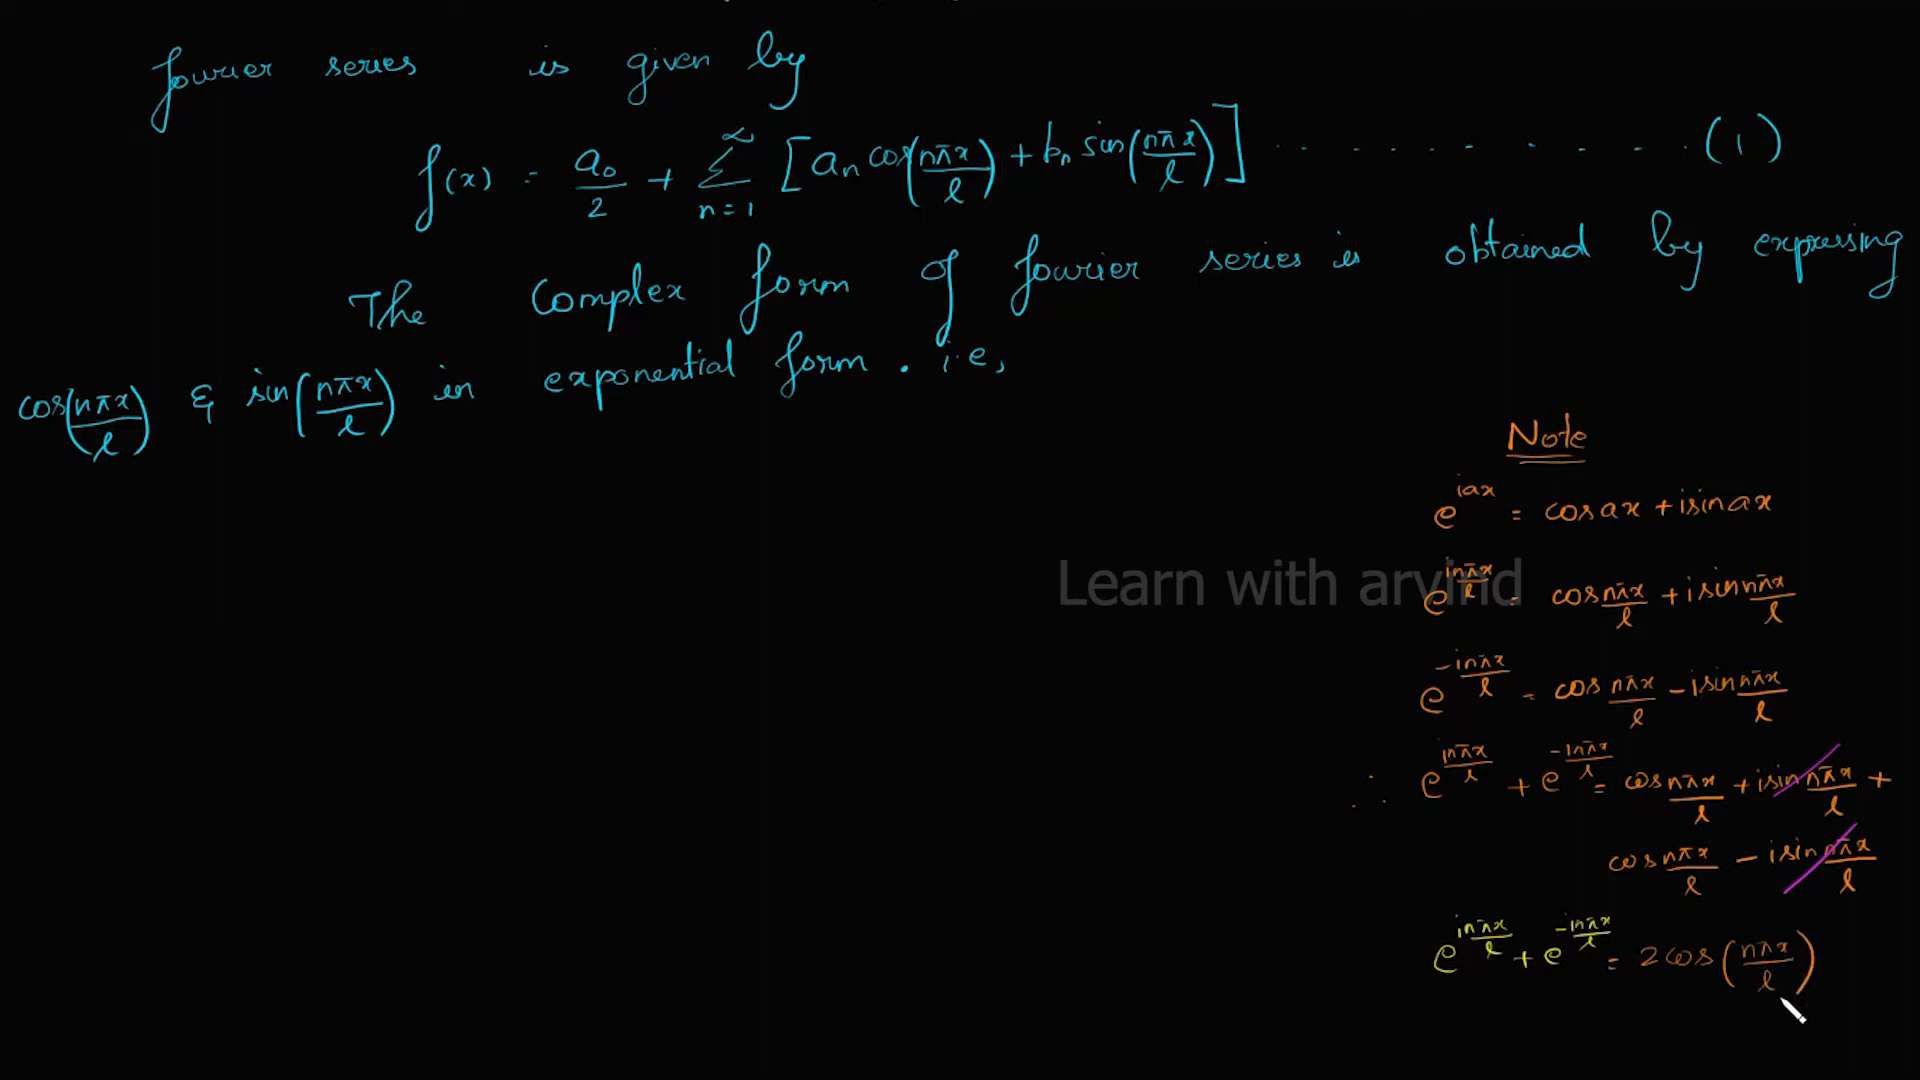 fourier series is given by
f(x) = a₀/2 + ∑_{n=1}^{∞} [aₙ cos(nπx/l) + bₙ sin(nπx/l)] . . . . . . . . . . (1)
The complex form of fourier series is obtained by expressing
cos(nπx/l) & sin(nπx/l) in exponential form . i.e,
Note
e^{iax} = cos ax + i sin ax
e^{inπx/l} = cos nπx/l + i sin nπx/l
Learn with arvind
e^{-inπx/l} = cos nπx/l - i sin nπx/l
∴ e^{inπx/l} + e^{-inπx/l} = cos nπx/l + i sin nπx/l +
cos nπx/l - i sin nπx/l
e^{inπx/l} + e^{-inπx/l} = 2 cos (nπx/l)